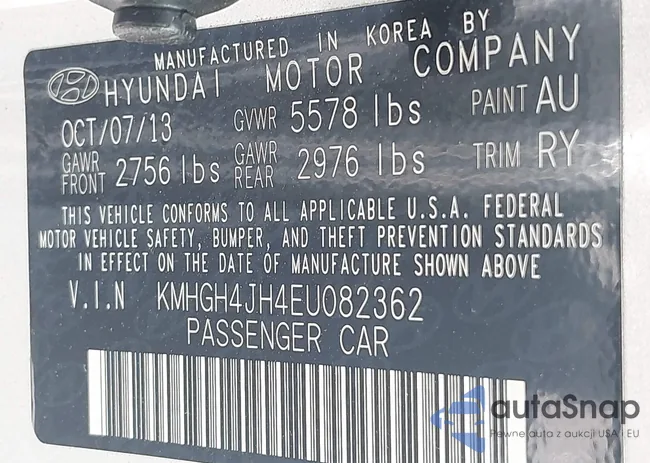 MANUFACTURED IN KOREA BY
HYUNDAI MOTOR COMPANY
OCT/07/13 GVWR 5578 lbs PAINT AU
GAWR FRONT 2756 lbs GAWR REAR 2976 lbs TRIM RY
THIS VEHICLE CONFORMS TO ALL APPLICABLE U.S.A. FEDERAL
MOTOR VEHICLE SAFETY, BUMPER, AND THEFT PREVENTION STANDARDS
IN EFFECT ON THE DATE OF MANUFACTURE SHOWN ABOVE
V.I.N KMHGH4JH4EU082362
PASSENGER CAR
autaSnap
Pewne auta z aukcji USA i EU